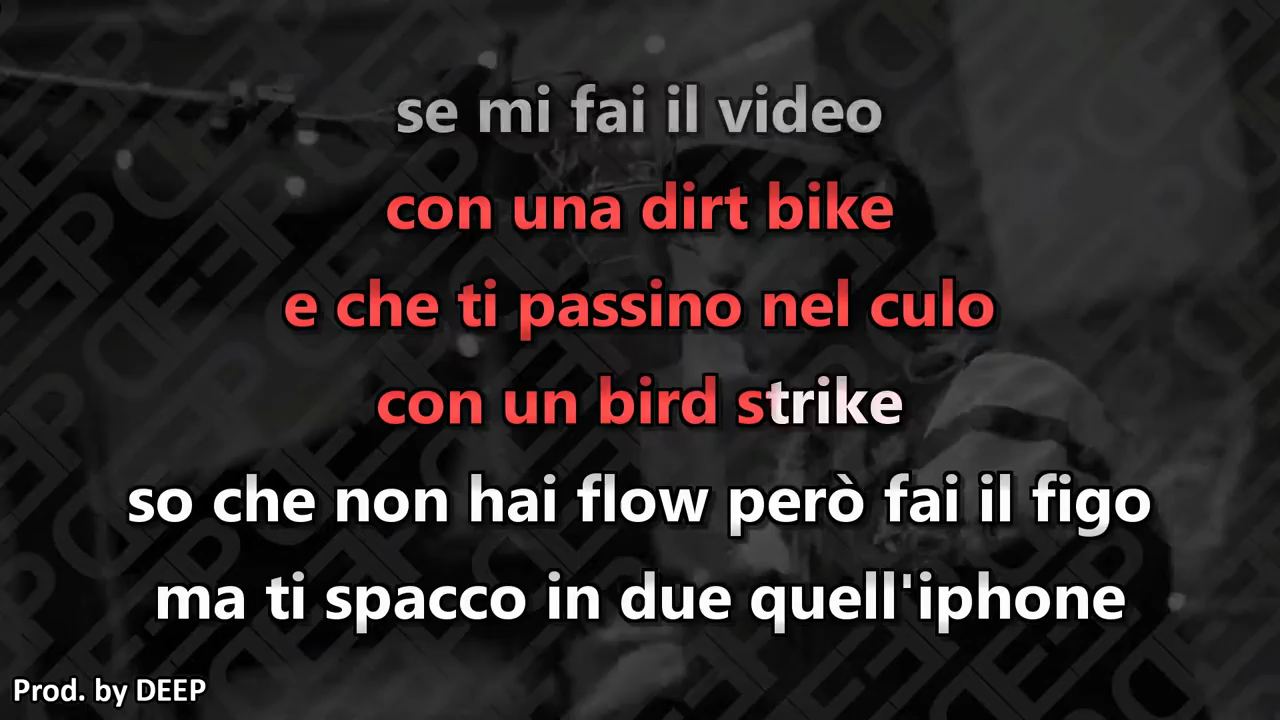 se mi fai il video
con una dirt bike
e che ti passino nel culo
con un bird strike
so che non hai flow però fai il figo
ma ti spacco in due quell'iphone
Prod. by DEEP